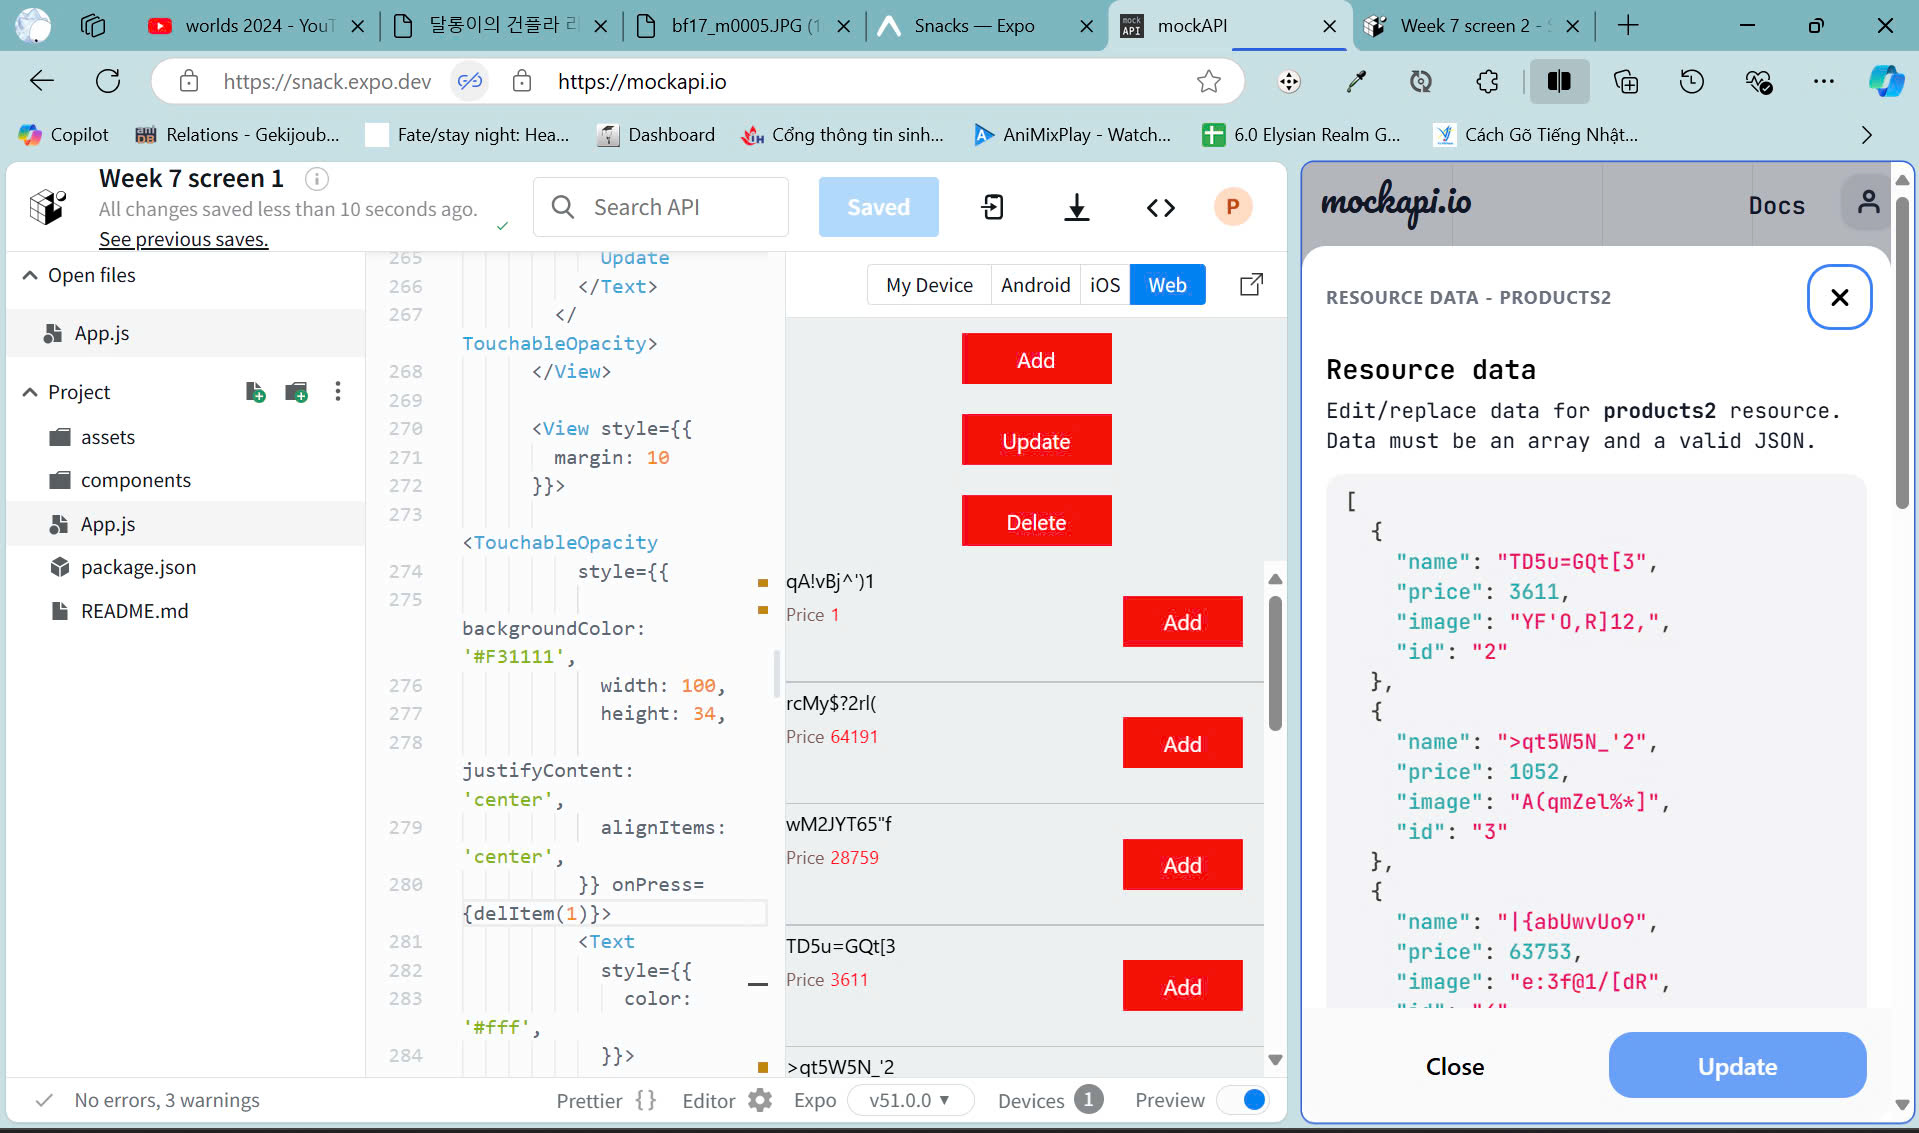 worlds 2024 - YouT
달롱이의 건플라 리
bf17_m0005.JPG (1
Snacks — Expo
mock API
mockAPI
Week 7 screen 2 - S
https://snack.expo.dev
https://mockapi.io
Copilot
Relations - Gekijoub...
Fate/stay night: Hea...
Dashboard
Cổng thông tin sinh...
AniMixPlay - Watch...
6.0 Elysian Realm G...
Cách Gõ Tiếng Nhật...
Week 7 screen 1
All changes saved less than 10 seconds ago.
See previous saves.
Search API
Saved
P
Open files
App.js
Project
assets
components
App.js
package.json
README.md
265 Update
266 </Text>
267 </
TouchableOpacity>
268 </View>
269
270 <View style={{
271 margin: 10
272 }}>
273
<TouchableOpacity
274 style={{
275
backgroundColor:
'#F31111',
276 width: 100,
277 height: 34,
278
justifyContent:
'center',
279 alignItems:
'center',
280 }} onPress=
{delItem(1)}>
281 <Text
282 style={{
283 color:
'#fff',
284 }}>
My Device
Android
iOS
Web
Add
Update
Delete
qA!vBj^')1
Price 1
Add
rcMy$?2rl(
Price 64191
Add
wM2JYT65"f
Price 28759
Add
TD5u=GQt[3
Price 3611
Add
>qt5W5N_'2
No errors, 3 warnings
Prettier { }
Editor
Expo
v51.0.0
Devices 1
Preview
mockapi.io
Docs
RESOURCE DATA - PRODUCTS2
Resource data
Edit/replace data for products2 resource.
Data must be an array and a valid JSON.
[
{
"name": "TD5u=GQt[3",
"price": 3611,
"image": "YF'O,R]12,",
"id": "2"
},
{
"name": ">qt5W5N_'2",
"price": 1052,
"image": "A(qmZel%*]",
"id": "3"
},
{
"name": "|{abUwvUo9",
"price": 63753,
"image": "e:3f@1/[dR",
Close
Update